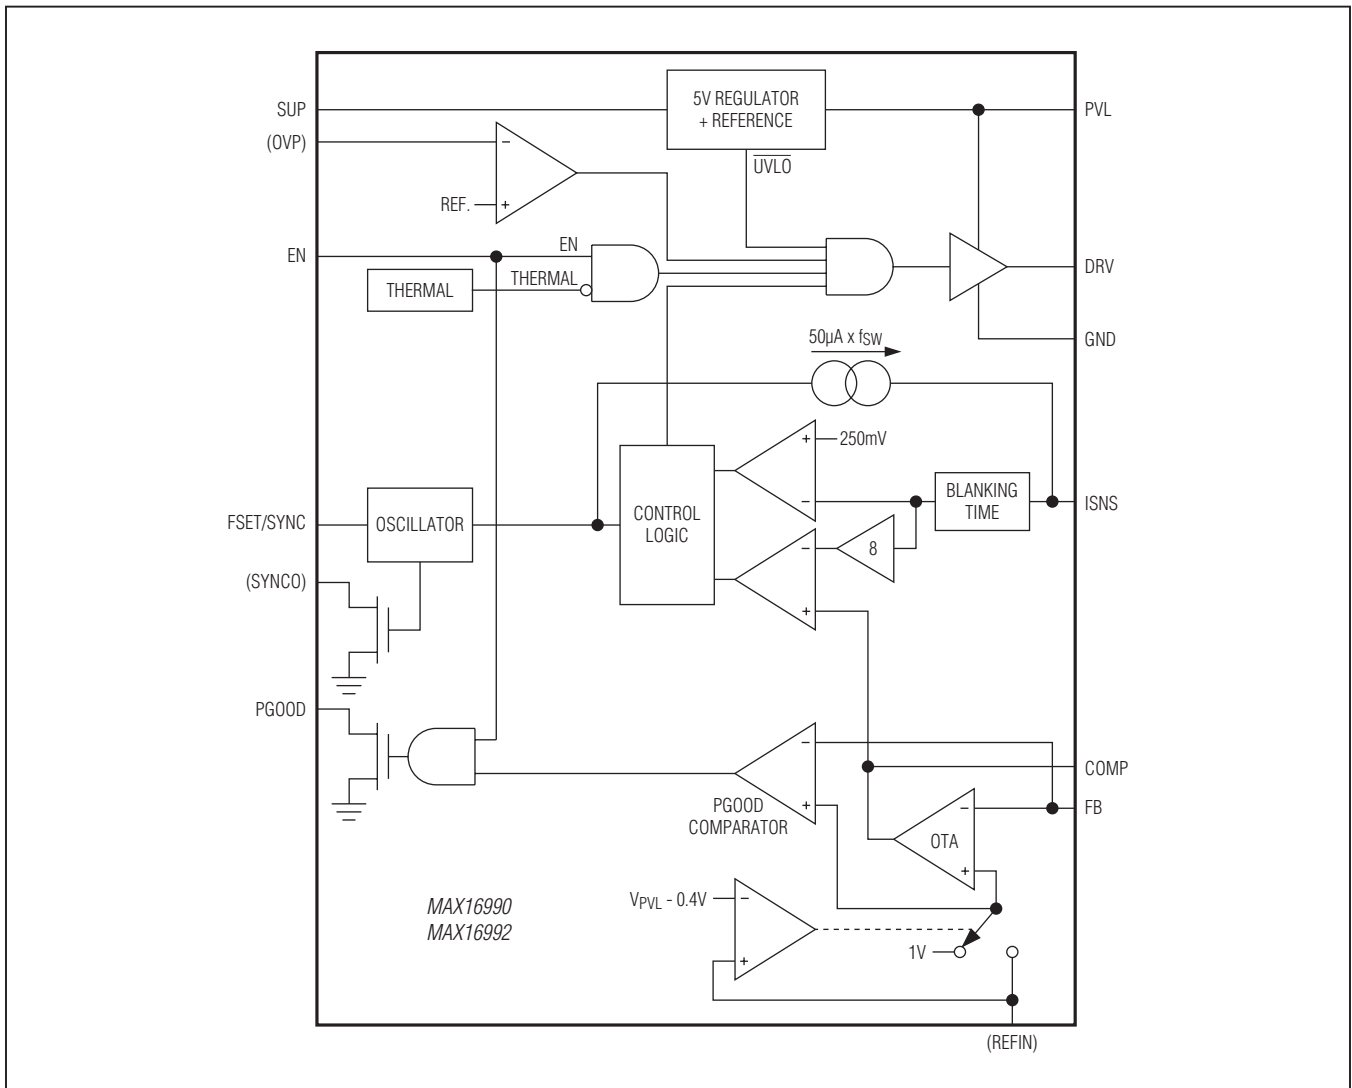 SUP
(OVP)
REF.
5V REGULATOR
+ REFERENCE
UVLO
PVL
EN
EN
THERMAL
THERMAL
DRV
GND
50µA x fSW
250mV
BLANKING
TIME
ISNS
FSET/SYNC
OSCILLATOR
CONTROL
LOGIC
8
(SYNCO)
PGOOD
PGOOD
COMPARATOR
COMP
FB
OTA
MAX16990
MAX16992
VPVL - 0.4V
1V
(REFIN)
+
-
+
-
-
+
-
+
-
+
-
+
-
+